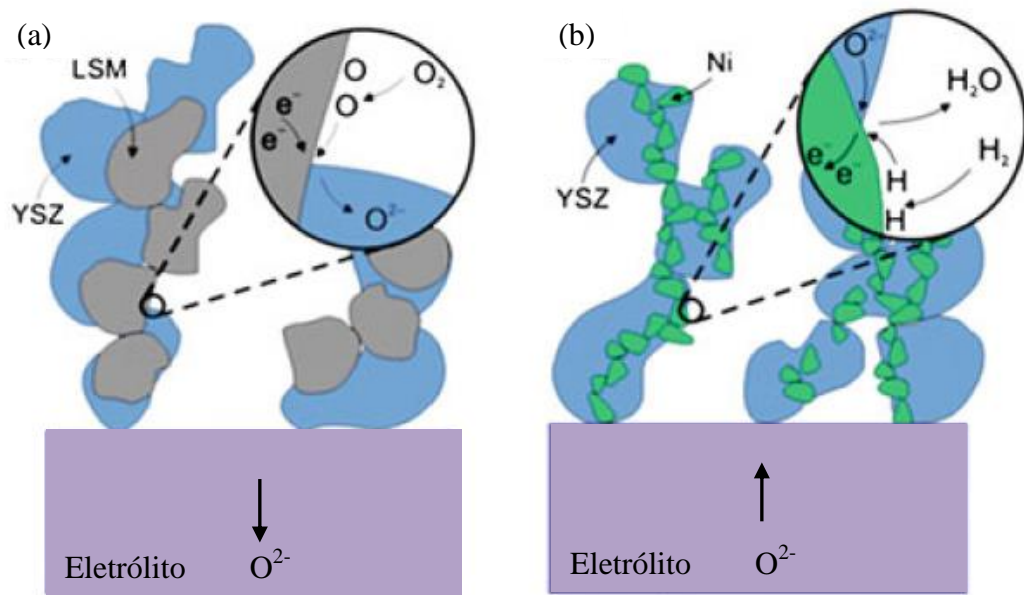 (a)
LSM
YSZ
O
O
O₂
e⁻
e⁻
O²⁻
Eletrólito O²⁻
(b)
Ni
YSZ
O²⁻
H₂O
H₂
e⁻
e⁻
H
H
Eletrólito O²⁻